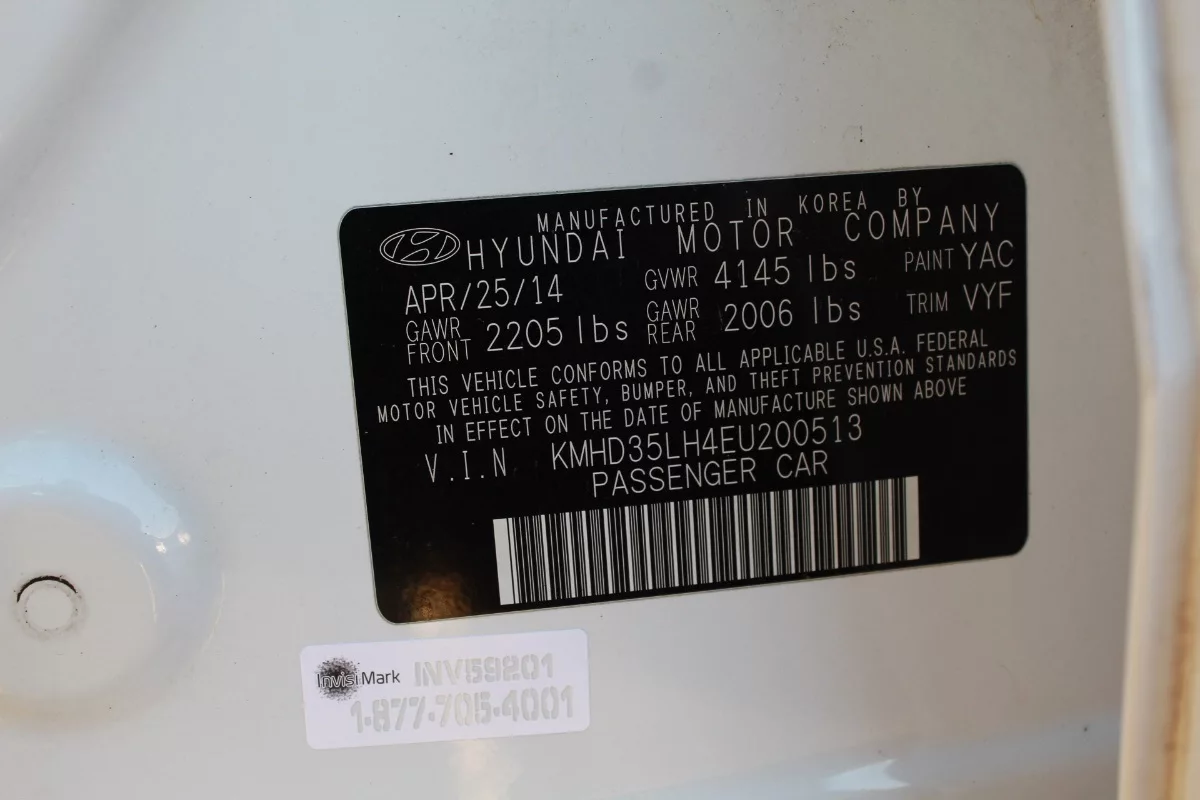 MANUFACTURED IN KOREA BY
HYUNDAI MOTOR COMPANY
APR/25/14 GVWR 4145 lbs PAINT YAC
GAWR FRONT 2205 lbs GAWR REAR 2006 lbs TRIM VYF
THIS VEHICLE CONFORMS TO ALL APPLICABLE U.S.A. FEDERAL
MOTOR VEHICLE SAFETY, BUMPER, AND THEFT PREVENTION STANDARDS
IN EFFECT ON THE DATE OF MANUFACTURE SHOWN ABOVE
V.I.N KMHD35LH4EU200513
PASSENGER CAR
InvisiMark INV59201
1-877-705-4001